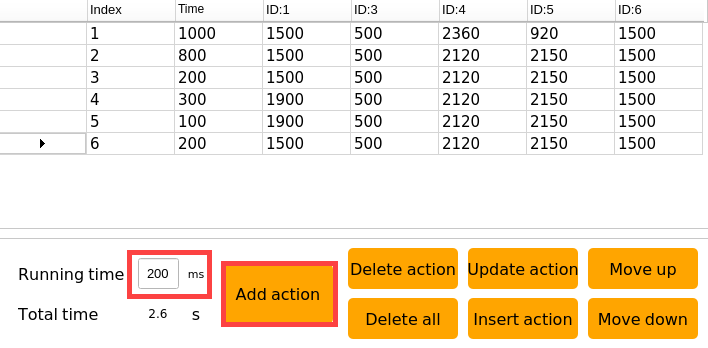 Index Time ID:1 ID:3 ID:4 ID:5 ID:6
1 1000 1500 500 2360 920 1500
2 800 1500 500 2120 2150 1500
3 200 1500 500 2120 2150 1500
4 300 1900 500 2120 2150 1500
5 100 1900 500 2120 2150 1500
6 200 1500 500 2120 2150 1500
Running time 200 ms
Total time 2.6 s
Add action
Delete action Update action Move up
Delete all Insert action Move down